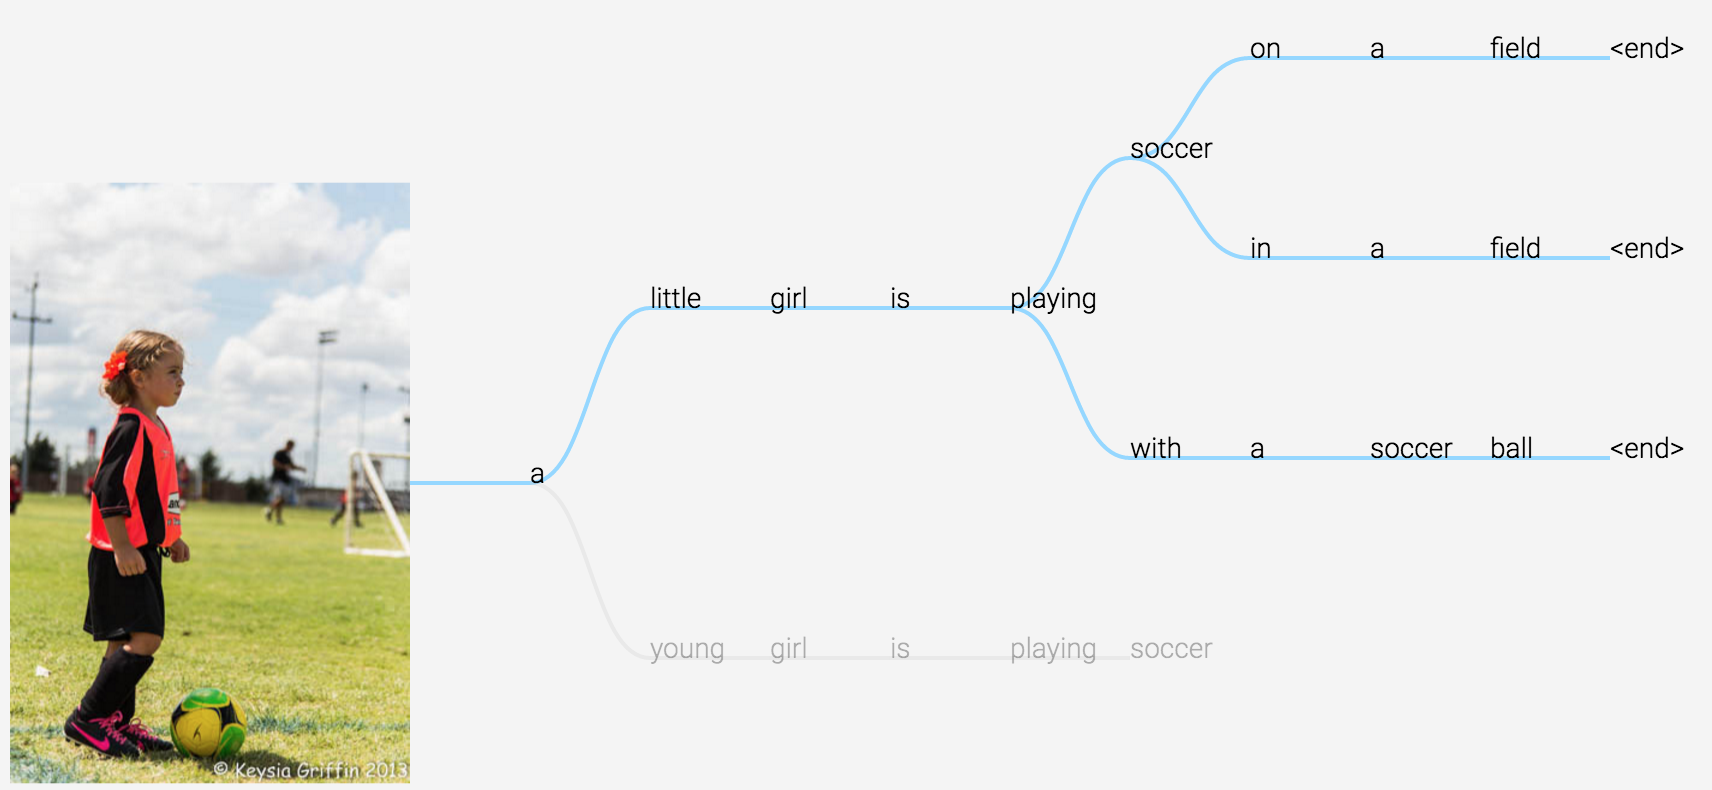 on a field <end>
soccer
in a field <end>
little girl is playing
with a soccer ball <end>
a
young girl is playing soccer
© Keysia Griffin 2013